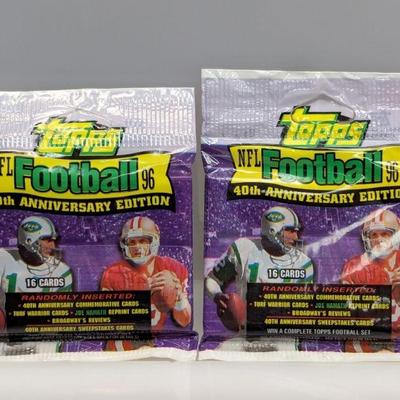 topps
NFL
Football 96
0th ANNIVERSARY EDITION
16 CARDS
RANDOMLY INSERTED:
• 40TH ANNIVERSARY COMMEMORATIVE CARDS
• TURF WARRIOR CARDS • JOE NAMATH REPRINT CARDS
• BROADWAY'S REVIEWS
40TH ANNIVERSARY SWEEPSTAKES CARDS
topps
NFL
Football 96
40th ANNIVERSARY EDITION
16 CARDS
RANDOMLY INSERTED:
• 40TH ANNIVERSARY COMMEMORATIVE CARDS
• TURF WARRIOR CARDS • JOE NAMATH REPRINT CARDS
• BROADWAY'S REVIEWS
40TH ANNIVERSARY SWEEPSTAKES CARDS
WIN A COMPLETE TOPPS FOOTBALL SET